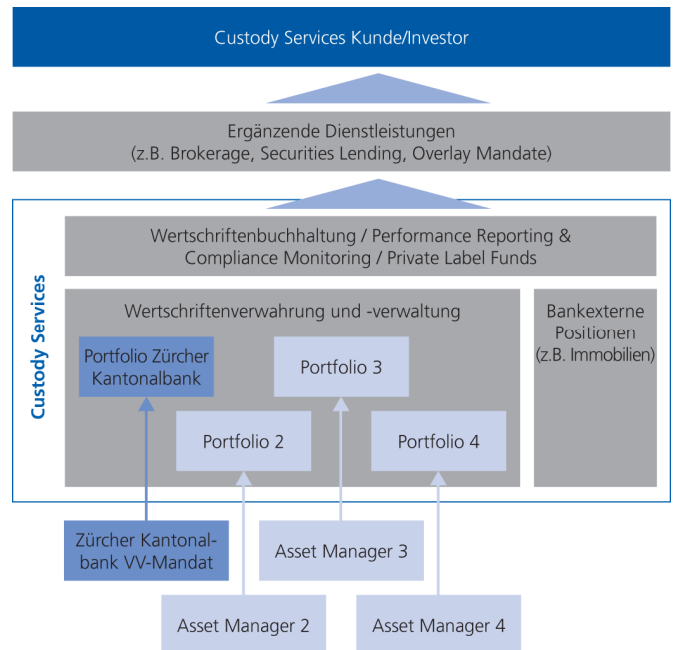 Custody Services Kunde/Investor
Ergänzende Dienstleistungen
(z.B. Brokerage, Securities Lending, Overlay Mandate)
Custody Services
Wertschriftenbuchhaltung / Performance Reporting &
Compliance Monitoring / Private Label Funds
Wertschriftenverwahrung und -verwaltung
Bankexterne
Positionen
(z.B. Immobilien)
Portfolio Zürcher
Kantonalbank
Portfolio 3
Portfolio 2
Portfolio 4
Zürcher Kantonal-
bank VV-Mandat
Asset Manager 3
Asset Manager 2
Asset Manager 4